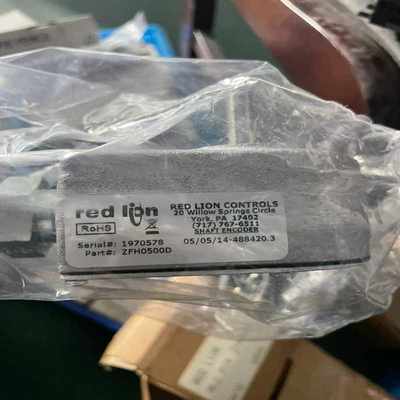 red lion
RoHS
RED LION CONTROLS
20 Willow Springs Circle
York, PA 17402
(717) 767-6511
SHAFT ENCODER
Serial#: 1970578
05/05/14-488420.3
Part#: ZFH0500D